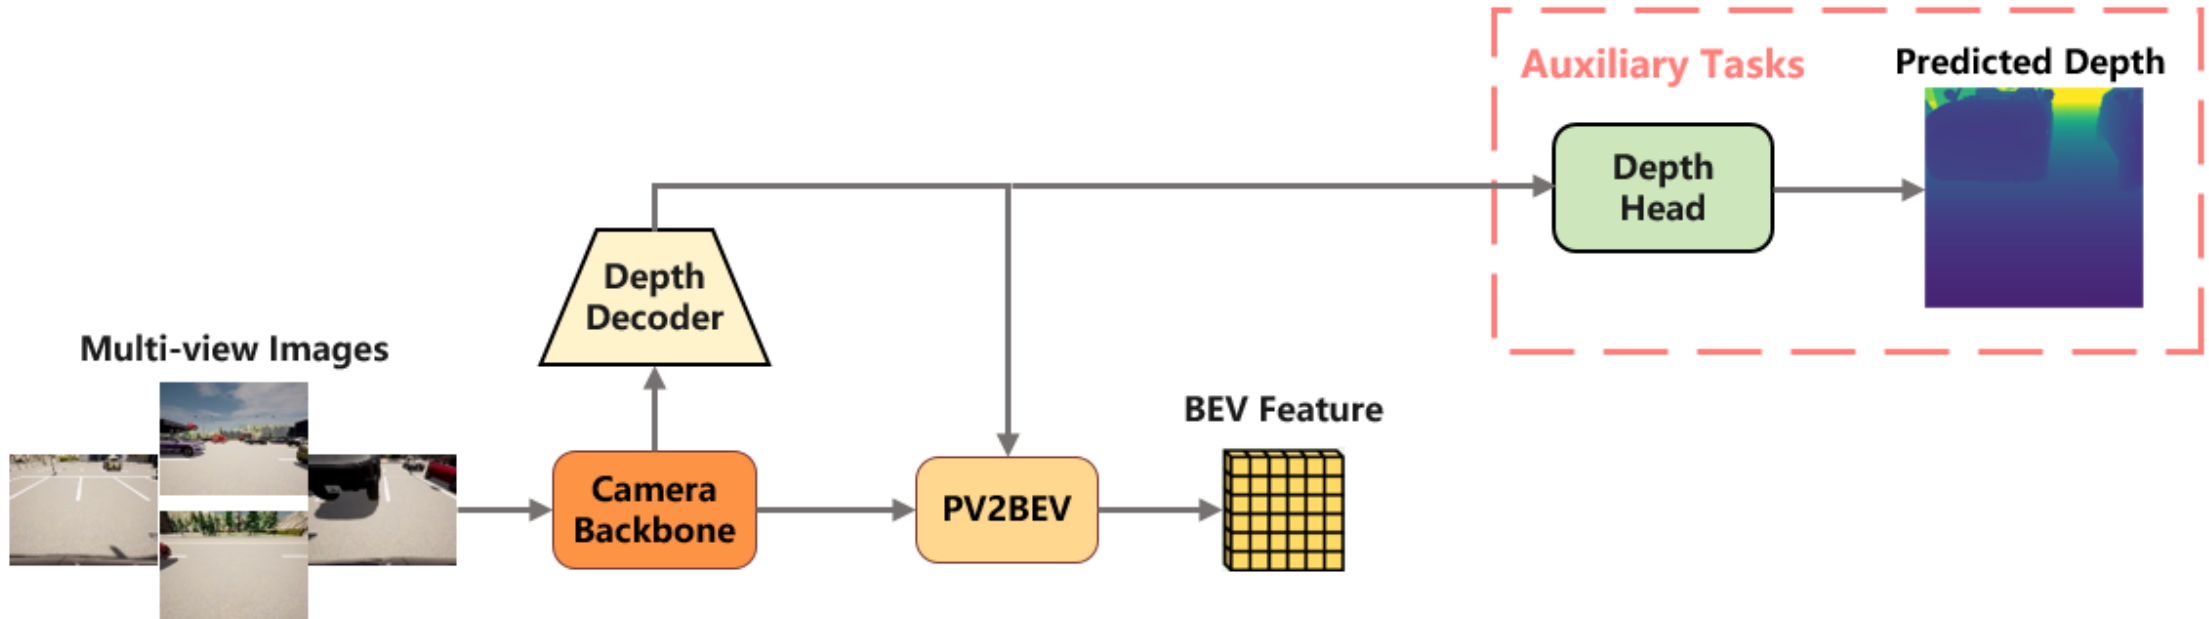 Auxiliary Tasks
Predicted Depth
Depth
Head
Depth
Decoder
Multi-view Images
BEV Feature
Camera
Backbone
PV2BEV